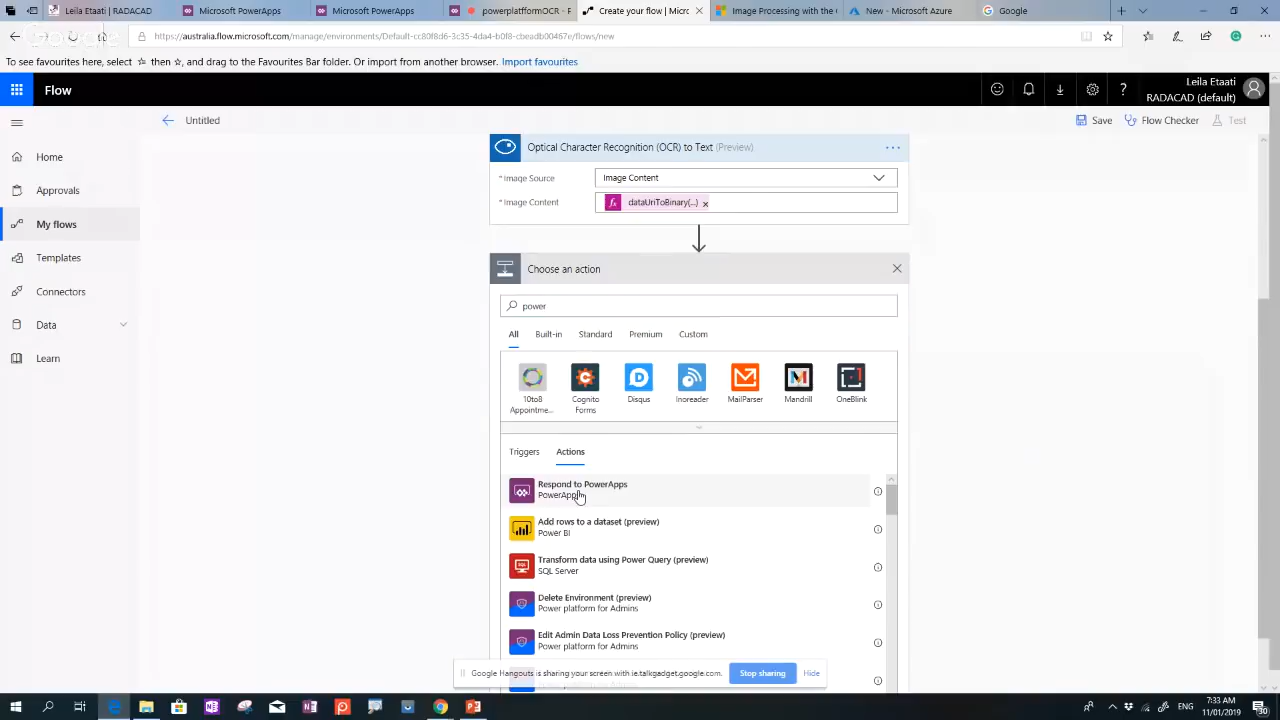 Leila Etaati | RADACAD
Microsoft PowerApps
Microsoft PowerApps
powerplatformOCR - F
Create your flow | Micro
Image Processing with the
New - Microsoft Azure
Google
https://australia.flow.microsoft.com/manage/environments/Default-cc80f8d6-3c35-4da4-b0f8-cbeadb00467e/flows/new
To see favourites here, select ☆ then ☆, and drag to the Favourites Bar folder. Or import from another browser. Import favourites
Flow
Leila Etaati
RADACAD (default)
Untitled
Save
Flow Checker
Test
Home
Approvals
My flows
Templates
Connectors
Data
Learn
Optical Character Recognition (OCR) to Text (Preview)
* Image Source
Image Content
* Image Content
fx dataUriToBinary(...) x
Choose an action
power
All Built-in Standard Premium Custom
10to8 Appointme...
Cognito Forms
Disqus
Inoreader
MailParser
Mandrill
OneBlink
Triggers Actions
Respond to PowerApps
PowerApps
Add rows to a dataset (preview)
Power BI
Transform data using Power Query (preview)
SQL Server
Delete Environment (preview)
Power platform for Admins
Edit Admin Data Loss Prevention Policy (preview)
Power platform for Admins
Google Hangouts is sharing your screen with ie.talkgadget.google.com.
Stop sharing
Hide
ENG
7:33 AM
11/01/2019
30